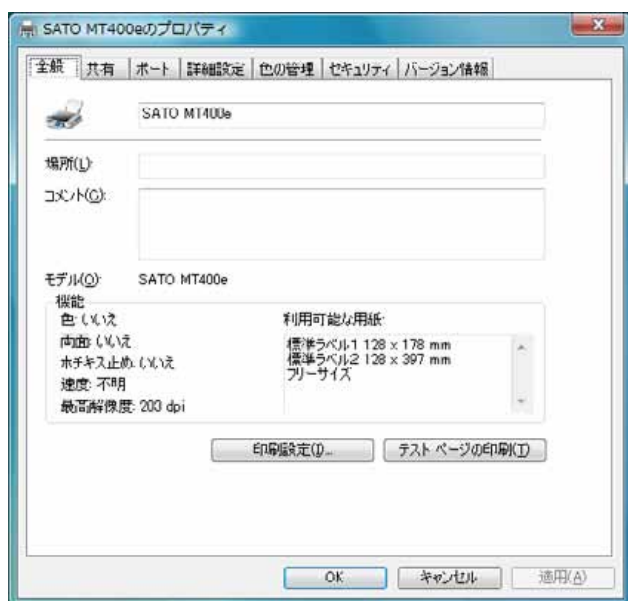 SATO MT400eのプロパティ
全般 共有 ポート 詳細設定 色の管理 セキュリティ バージョン情報
SATO MT400e
場所(L):
コメント(C):
モデル(O): SATO MT400e
機能
色: いいえ
両面: いいえ
ホチキス止め: いいえ
速度: 不明
最高解像度: 203 dpi
利用可能な用紙:
標準ラベル1 128 x 178 mm
標準ラベル2 128 x 397 mm
フリーサイズ
印刷設定(I)... テスト ページの印刷(T)
OK キャンセル 適用(A)